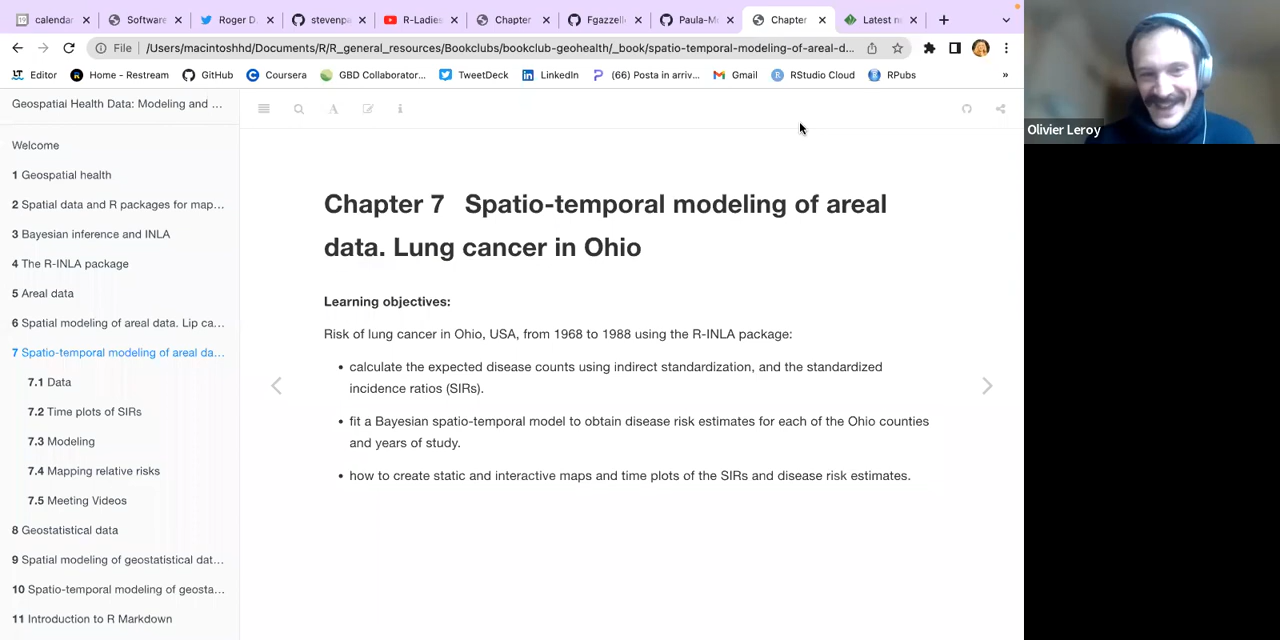 calendar
Software
Roger D.
stevenp
R-Ladies
Chapter
Fgazzell
Paula-M
Chapter
Latest n
File
/Users/macintoshhd/Documents/R/R_general_resources/Bookclubs/bookclub-geohealth/_book/spatio-temporal-modeling-of-areal-d...
Editor
Home - Restream
GitHub
Coursera
GBD Collaborator...
TweetDeck
LinkedIn
(66) Posta in arriv...
Gmail
RStudio Cloud
RPubs
»
Geospatial Health Data: Modeling and ...
Welcome
1 Geospatial health
2 Spatial data and R packages for map...
3 Bayesian inference and INLA
4 The R-INLA package
5 Areal data
6 Spatial modeling of areal data. Lip ca...
7 Spatio-temporal modeling of areal da...
7.1 Data
7.2 Time plots of SIRs
7.3 Modeling
7.4 Mapping relative risks
7.5 Meeting Videos
8 Geostatistical data
9 Spatial modeling of geostatistical dat...
10 Spatio-temporal modeling of geosta...
11 Introduction to R Markdown
Chapter 7 Spatio-temporal modeling of areal
data. Lung cancer in Ohio
Learning objectives:
Risk of lung cancer in Ohio, USA, from 1968 to 1988 using the R-INLA package:
• calculate the expected disease counts using indirect standardization, and the standardized
incidence ratios (SIRs).
• fit a Bayesian spatio-temporal model to obtain disease risk estimates for each of the Ohio counties
and years of study.
• how to create static and interactive maps and time plots of the SIRs and disease risk estimates.
Olivier Leroy